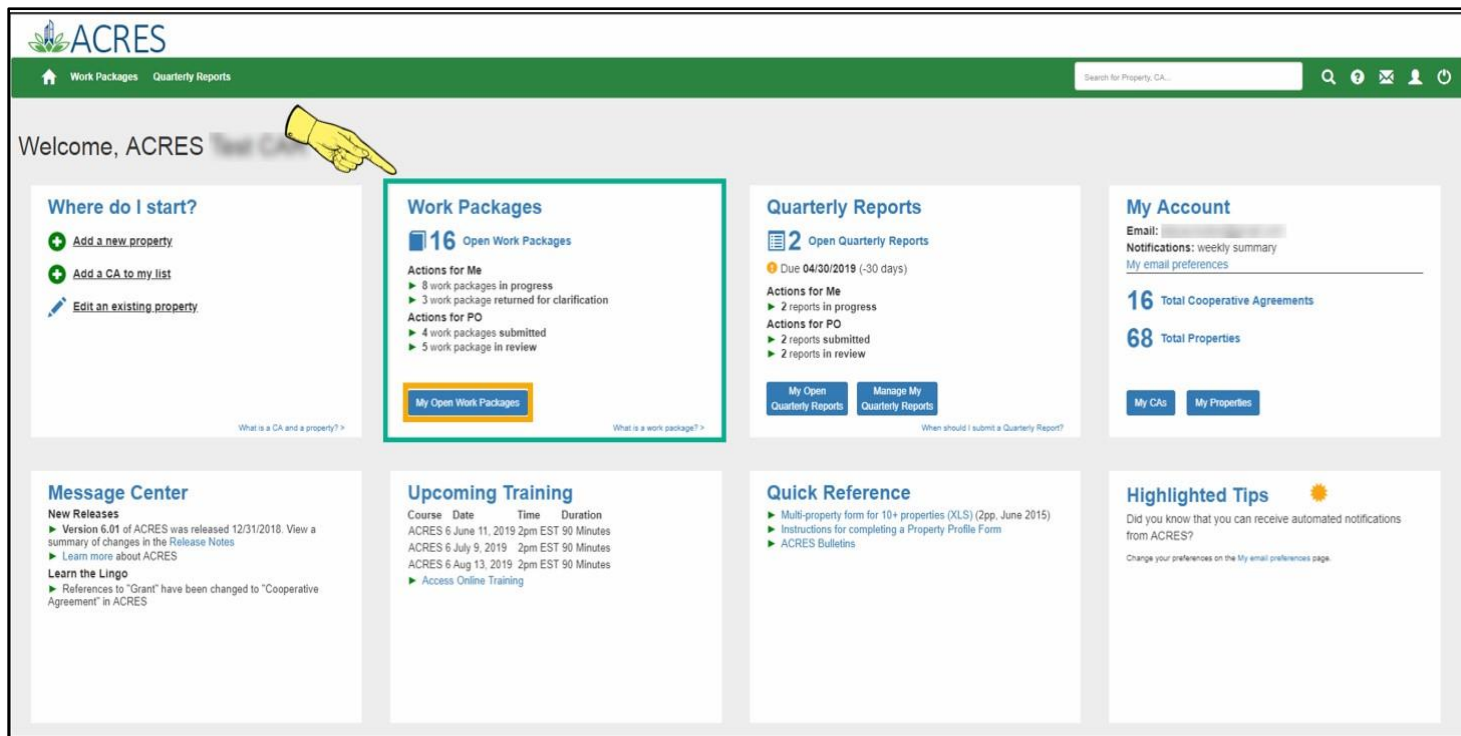 ACRES
Work Packages Quarterly Reports
Search for Property, CA...
Welcome, ACRES
Where do I start?
Add a new property
Add a CA to my list
Edit an existing property
What is a CA and a property? >
Work Packages
16 Open Work Packages
Actions for Me
8 work packages in progress
3 work package returned for clarification
Actions for PO
4 work packages submitted
5 work package in review
My Open Work Packages
What is a work package? >
Quarterly Reports
2 Open Quarterly Reports
Due 04/30/2019 (-30 days)
Actions for Me
2 reports in progress
Actions for PO
2 reports submitted
2 reports in review
My Open
Quarterly Reports
Manage My
Quarterly Reports
When should I submit a Quarterly Report?
My Account
Email:
Notifications: weekly summary
My email preferences
16 Total Cooperative Agreements
68 Total Properties
My CAs
My Properties
Message Center
New Releases
Version 6.01 of ACRES was released 12/31/2018. View a
summary of changes in the Release Notes
Learn more about ACRES
Learn the Lingo
References to "Grant" have been changed to "Cooperative
Agreement" in ACRES
Upcoming Training
Course Date Time Duration
ACRES 6 June 11, 2019 2pm EST 90 Minutes
ACRES 6 July 9, 2019 2pm EST 90 Minutes
ACRES 6 Aug 13, 2019 2pm EST 90 Minutes
Access Online Training
Quick Reference
Multi-property form for 10+ properties (XLS) (2pp, June 2015)
Instructions for completing a Property Profile Form
ACRES Bulletins
Highlighted Tips
Did you know that you can receive automated notifications
from ACRES?
Change your preferences on the My email preferences page.